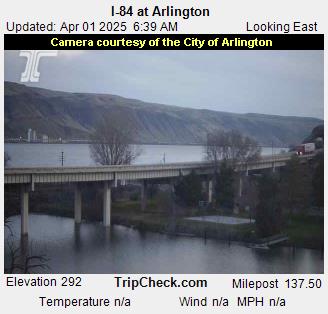 I-84 at Arlington
Updated: Apr 01 2025 6:39 AM Looking East
Camera courtesy of the City of Arlington
Elevation 292 TripCheck.com Milepost 137.50
Temperature n/a Wind n/a MPH n/a